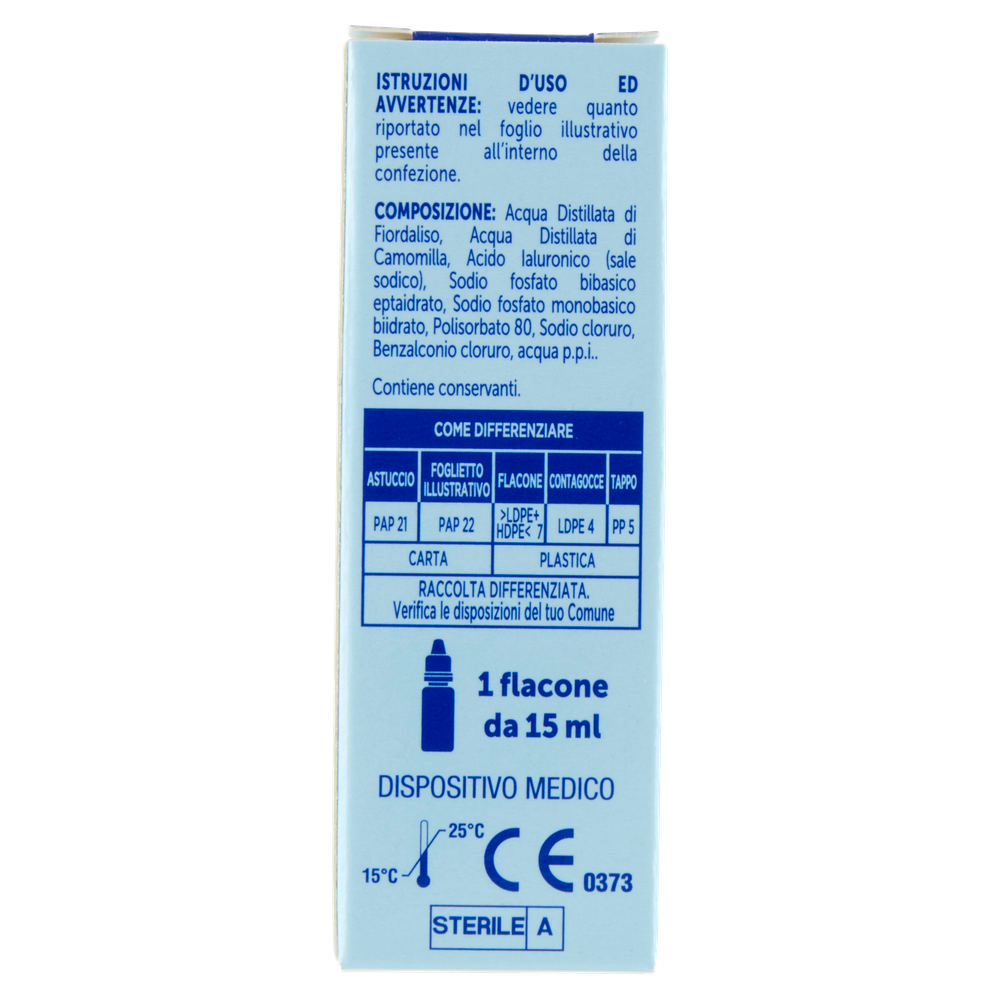 ISTRUZIONI D'USO ED
AVVERTENZE: vedere quanto
riportato nel foglio illustrativo
presente all'interno della
confezione.
COMPOSIZIONE: Acqua Distillata di
Fiordaliso, Acqua Distillata di
Camomilla, Acido Ialuronico (sale
sodico), Sodio fosfato bibasico
eptaidrato, Sodio fosfato monobasico
biidrato, Polisorbato 80, Sodio cloruro,
Benzalconio cloruro, acqua p.p.i..
Contiene conservanti.
COME DIFFERENZIARE
ASTUCCIO FOGLIETTO ILLUSTRATIVO FLACONE CONTAGOCCE TAPPO
PAP 21 PAP 22 >LDPE+ HDPE< 7 LDPE 4 PP 5
CARTA PLASTICA
RACCOLTA DIFFERENZIATA.
Verifica le disposizioni del tuo Comune
1 flacone
da 15 ml
DISPOSITIVO MEDICO
25°C
15°C
CE 0373
STERILE A